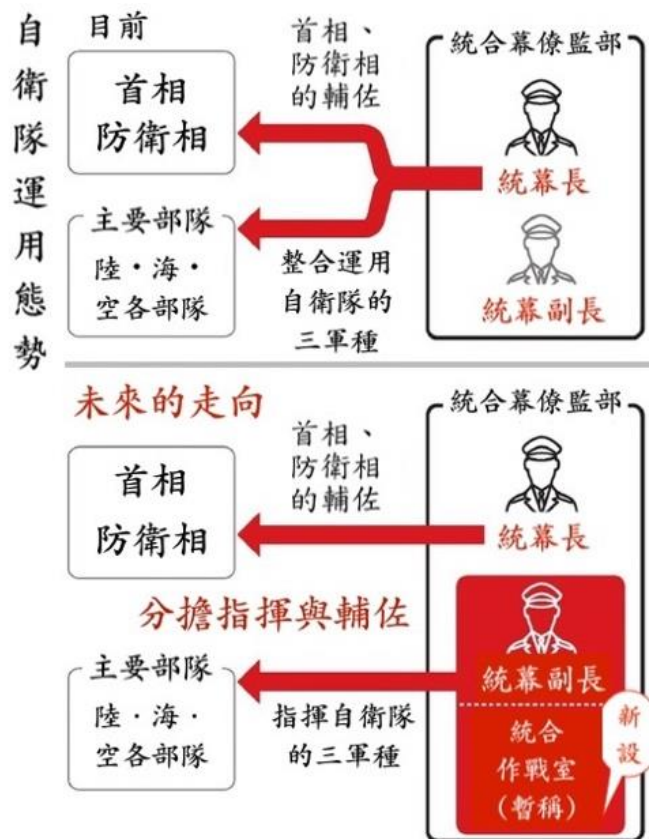 自衛隊運用態勢
目前
首相
防衛相
主要部隊
陸・海・
空各部隊
首相、
防衛相
的輔佐
整合運用
自衛隊的
三軍種
統合幕僚監部
統幕長
統幕副長
未來的走向
首相
防衛相
首相、
防衛相
的輔佐
統合幕僚監部
統幕長
分擔指揮與輔佐
主要部隊
陸・海・
空各部隊
指揮自衛隊
的三軍種
統幕副長
統合
作戰室
(暫稱)
新設